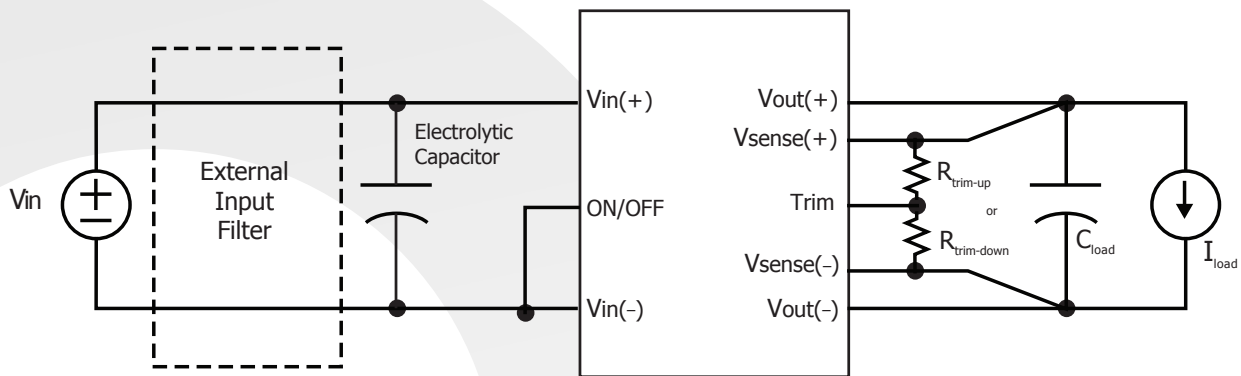 Vin
External
Input
Filter
Electrolytic
Capacitor
Vin(+)
ON/OFF
Vin(−)
Vout(+)
Vsense(+)
Trim
Vsense(−)
Vout(−)
Rtrim-up
or
Rtrim-down
Cload
Iload